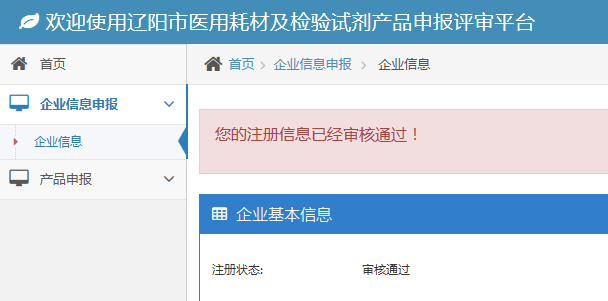 欢迎使用辽阳市医用耗材及检验试剂产品申报评审平台
首页
首页 > 企业信息申报 > 企业信息
企业信息申报
企业信息
产品申报
您的注册信息已经审核通过！
企业基本信息
注册状态: 审核通过